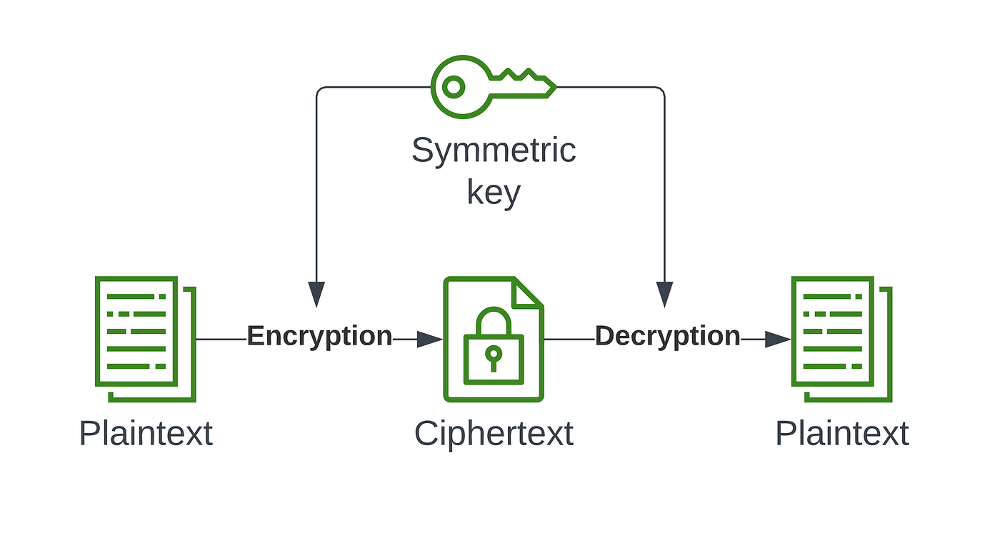 Symmetric
key
Encryption
Decryption
Plaintext
Ciphertext
Plaintext